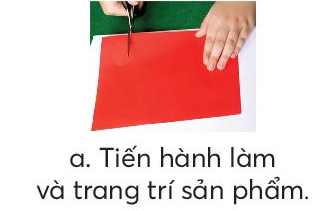 a. Tiến hành làm
và trang trí sản phẩm.